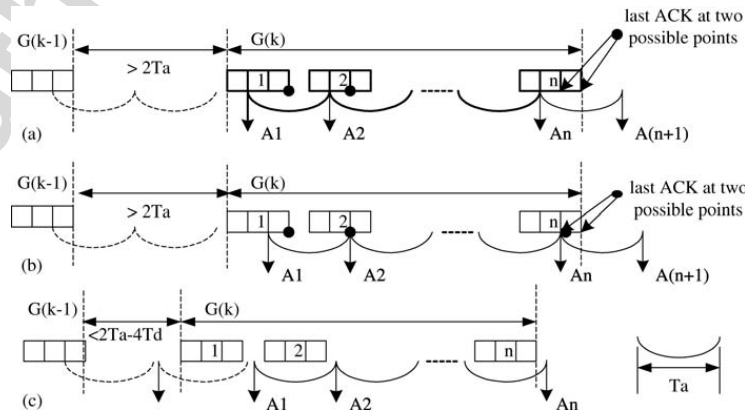 G(k-1)
G(k)
last ACK at two
possible points
> 2Ta
1
2
n
A1
A2
An
A(n+1)
(a)
G(k-1)
G(k)
last ACK at two
possible points
> 2Ta
1
2
n
A1
A2
An
A(n+1)
(b)
G(k-1)
G(k)
<2Ta-4Td
1
2
n
A1
A2
An
Ta
(c)